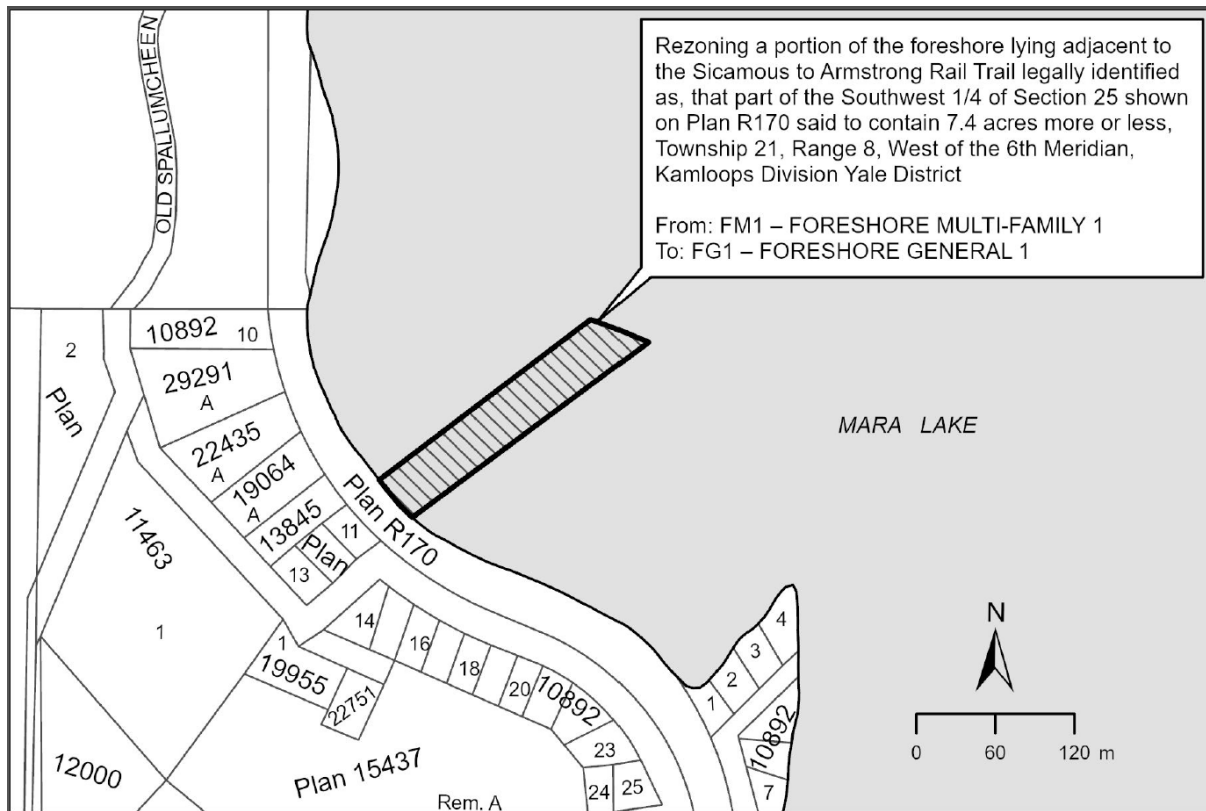 Rezoning a portion of the foreshore lying adjacent to
the Sicamous to Armstrong Rail Trail legally identified
as, that part of the Southwest 1/4 of Section 25 shown
on Plan R170 said to contain 7.4 acres more or less,
Township 21, Range 8, West of the 6th Meridian,
Kamloops Division Yale District
From: FM1 – FORESHORE MULTI-FAMILY 1
To: FG1 – FORESHORE GENERAL 1
OLD SPALLUMCHEEN
2
Plan
10892 10
29291
A
22435
A
19064
A
13845
11
Plan
13
Plan R170
MARA LAKE
11463
1
14
16
18
20
10892
23
24
25
1
19955
22751
12000
Plan 15437
Rem. A
4
3
2
1
10892
7
N
0 60 120 m